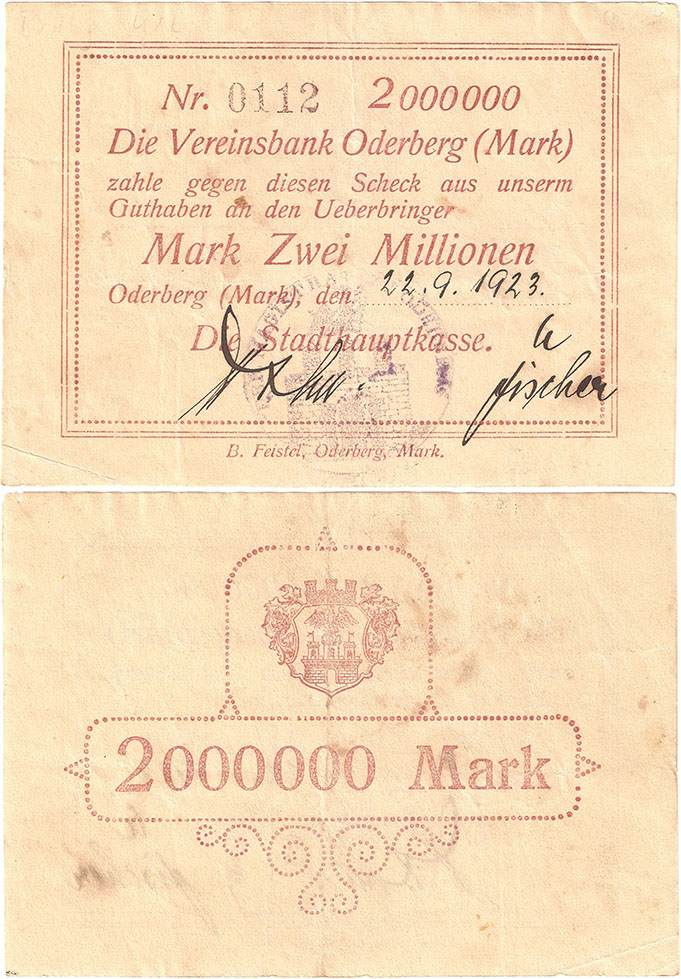 Nr. 0112 2000000
Die Vereinsbank Oderberg (Mark)
zahle gegen diesen Scheck aus unserm
Guthaben an den Ueberbringer
Mark Zwei Millionen
Oderberg (Mark), den 22.9.1923.
Die Stadthauptkasse.
Fischer
B. Feistel, Oderberg, Mark.
2000000 Mark